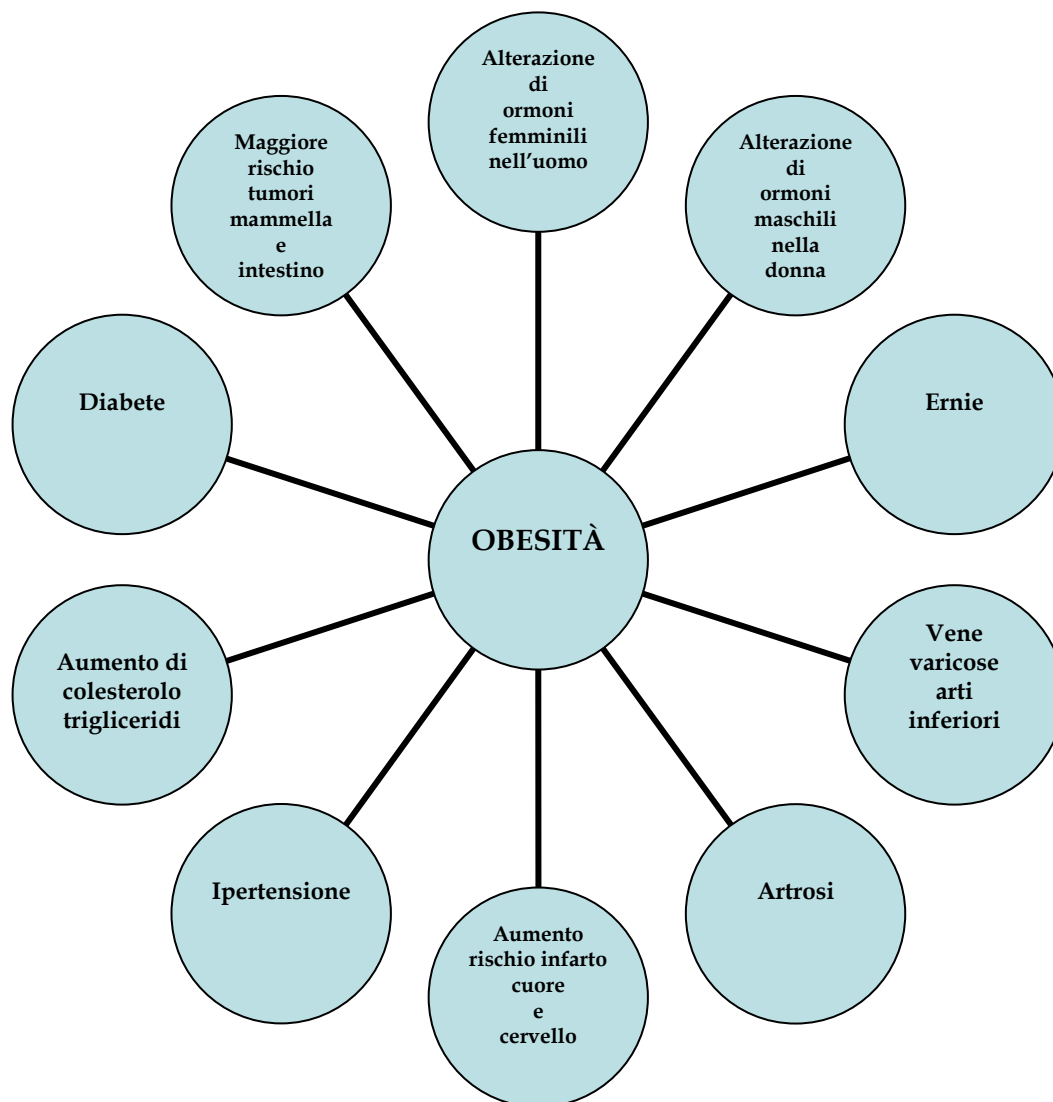 Alterazione
di
ormoni
femminili
nell'uomo
Maggiore
rischio
tumori
mammella
e
intestino
Alterazione
di
ormoni
maschili
nella
donna
Diabete
Ernie
OBESITÀ
Aumento di
colesterolo
trigliceridi
Vene
varicose
arti
inferiori
Ipertensione
Artrosi
Aumento
rischio infarto
cuore
e
cervello